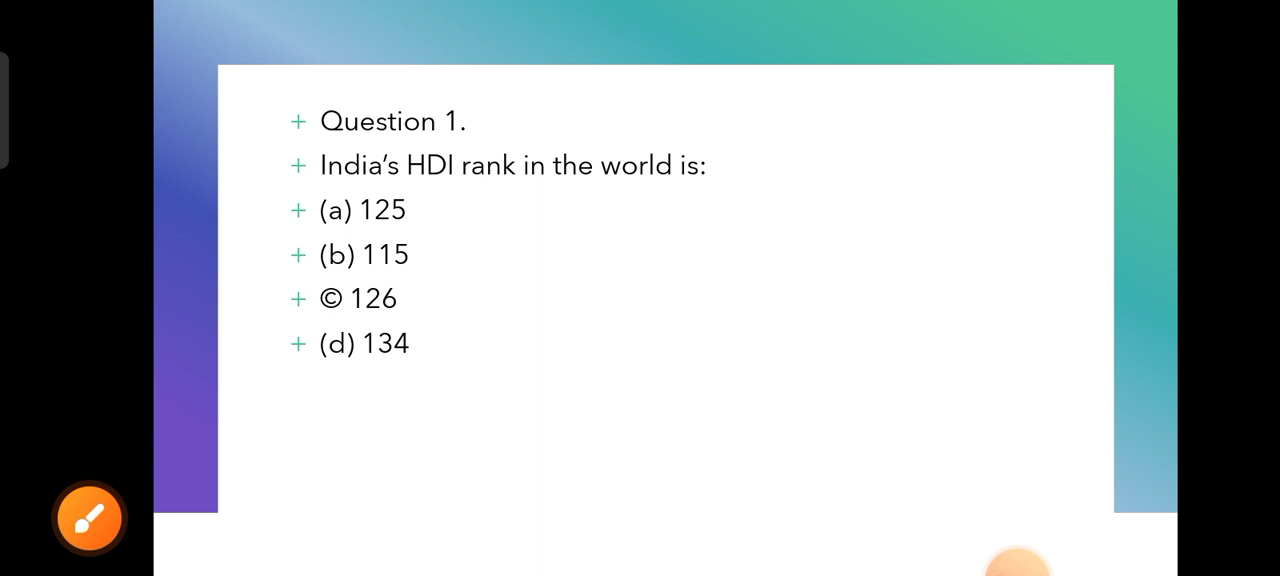 + Question 1.
+ India’s HDI rank in the world is:
+ (a) 125
+ (b) 115
+ © 126
+ (d) 134